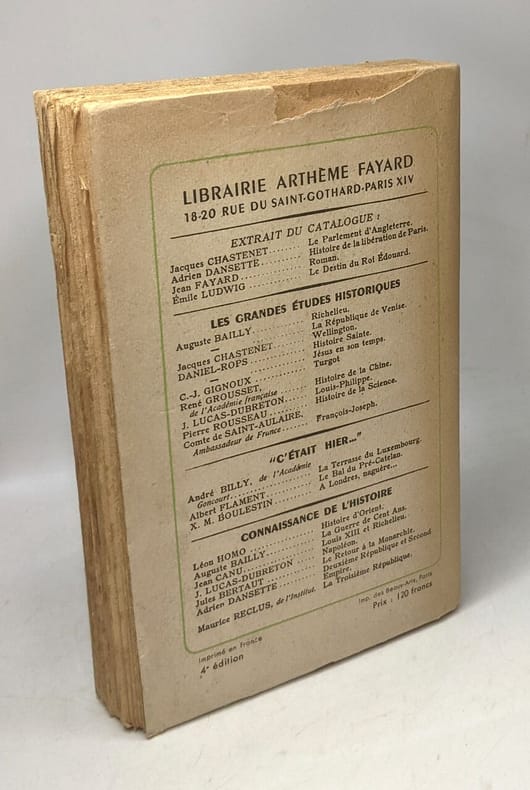 LIBRAIRIE ARTHÈME FAYARD
18-20 RUE DU SAINT-GOTHARD-PARIS XIV
EXTRAIT DU CATALOGUE :
Jacques CHASTENET ........ Le Parlement d'Angleterre.
Adrien DANSETTE .......... Histoire de la libération de Paris.
Jean FAYARD .............. Roman.
Émile LUDWIG ............. Le Destin du Roi Édouard.
LES GRANDES ÉTUDES HISTORIQUES
Auguste BAILLY ........... Richelieu.
— ........... La République de Venise.
Jacques CHASTENET ........ Wellington.
DANIEL-ROPS .............. Histoire Sainte.
— .............. Jésus en son temps.
C.-J. GIGNOUX ............ Turgot
René GROUSSET,
de l'Académie française ....... Histoire de la Chine.
J. LUCAS-DUBRETON ........ Louis-Philippe.
Pierre ROUSSEAU .......... Histoire de la Science.
Comte de SAINT-AULAIRE,
Ambassadeur de France ....... François-Joseph.
"C'ÉTAIT HIER..."
André BILLY, de l'Académie
Goncourt ................. La Terrasse du Luxembourg.
Albert FLAMENT ........... Le Bal du Pré-Catelan.
X. M. BOULESTIN .......... A Londres, naguère...
CONNAISSANCE DE L'HISTOIRE
Léon HOMO ................ Histoire d'Orient.
Auguste BAILLY ........... La Guerre de Cent Ans.
Jean CANU ................ Louis XIII et Richelieu.
J. LUCAS-DUBRETON ........ Napoléon.
Jules BERTAUT ............ Le Retour à la Monarchie.
Adrien DANSETTE .......... Deuxième République et Second
Empire.
Maurice RECLUS, de l'Institut. La Troisième République.
Imprimé en France
Imp. des Beaux-Arts, Paris
4e édition
Prix : 120 francs